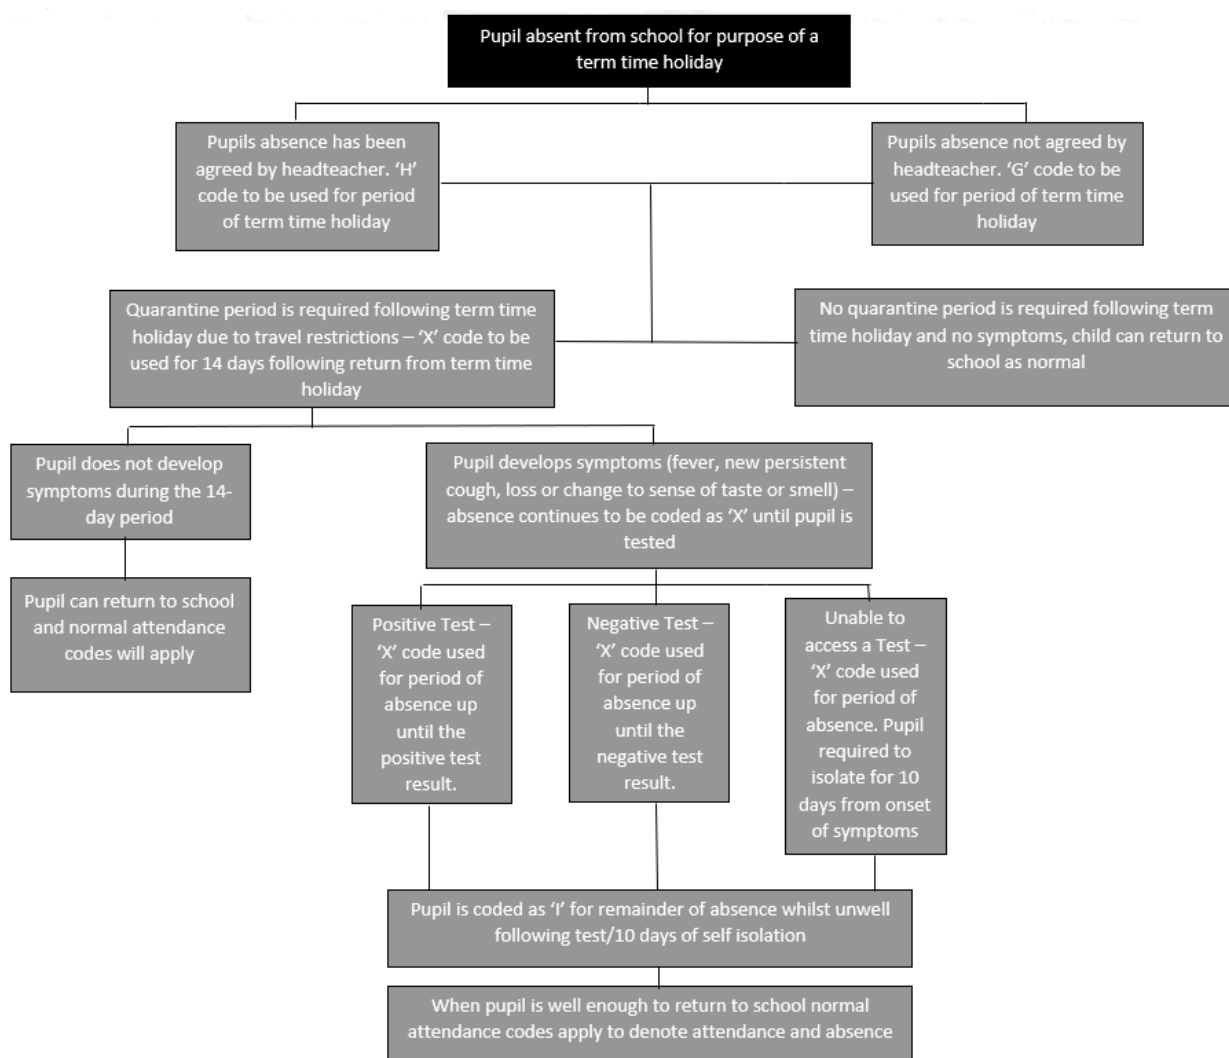 Pupil absent from school for purpose of a
term time holiday
Pupils absence has been
agreed by headteacher. ‘H’
code to be used for period
of term time holiday
Pupils absence not agreed by
headteacher. ‘G’ code to be
used for period of term time
holiday
Quarantine period is required following term time
holiday due to travel restrictions – ‘X’ code to be
used for 14 days following return from term time
holiday
No quarantine period is required following term
time holiday and no symptoms, child can return to
school as normal
Pupil does not develop
symptoms during the 14-
day period
Pupil develops symptoms (fever, new persistent
cough, loss or change to sense of taste or smell) –
absence continues to be coded as ‘X’ until pupil is
tested
Pupil can return to school
and normal attendance
codes will apply
Positive Test –
‘X’ code used
for period of
absence up
until the
positive test
result.
Negative Test –
‘X’ code used
for period of
absence up
until the
negative test
result.
Unable to
access a Test –
‘X’ code used
for period of
absence. Pupil
required to
isolate for 10
days from onset
of symptoms
Pupil is coded as ‘I’ for remainder of absence whilst unwell
following test/10 days of self isolation
When pupil is well enough to return to school normal
attendance codes apply to denote attendance and absence